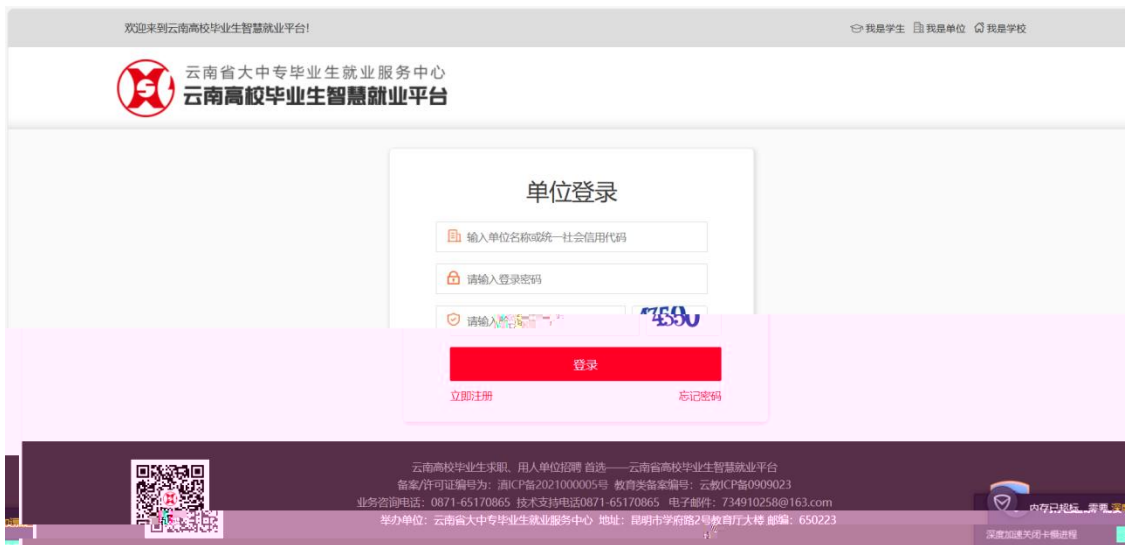 欢迎来到云南高校毕业生智慧就业平台!
我是学生 我是单位 我是学校
云南省大中专毕业生就业服务中心
云南高校毕业生智慧就业平台
单位登录
输入单位名称或统一社会信用代码
请输入登录密码
请输入
登录
立即注册 忘记密码
云南高校毕业生求职、用人单位招聘 首选——云南省高校毕业生智慧就业平台
备案/许可证编号为:滇ICP备2021000005号 教育类备案编号:云教ICP备0909023
业务咨询电话:0871-65170865 技术支持电话0871-65170865 电子邮件:734910258@163.com
举办单位:云南省大中专毕业生就业服务中心 地址:昆明市学府路2号教育厅大楼 邮编:650223
内存已超标,需要
深度加速关闭卡慢进程